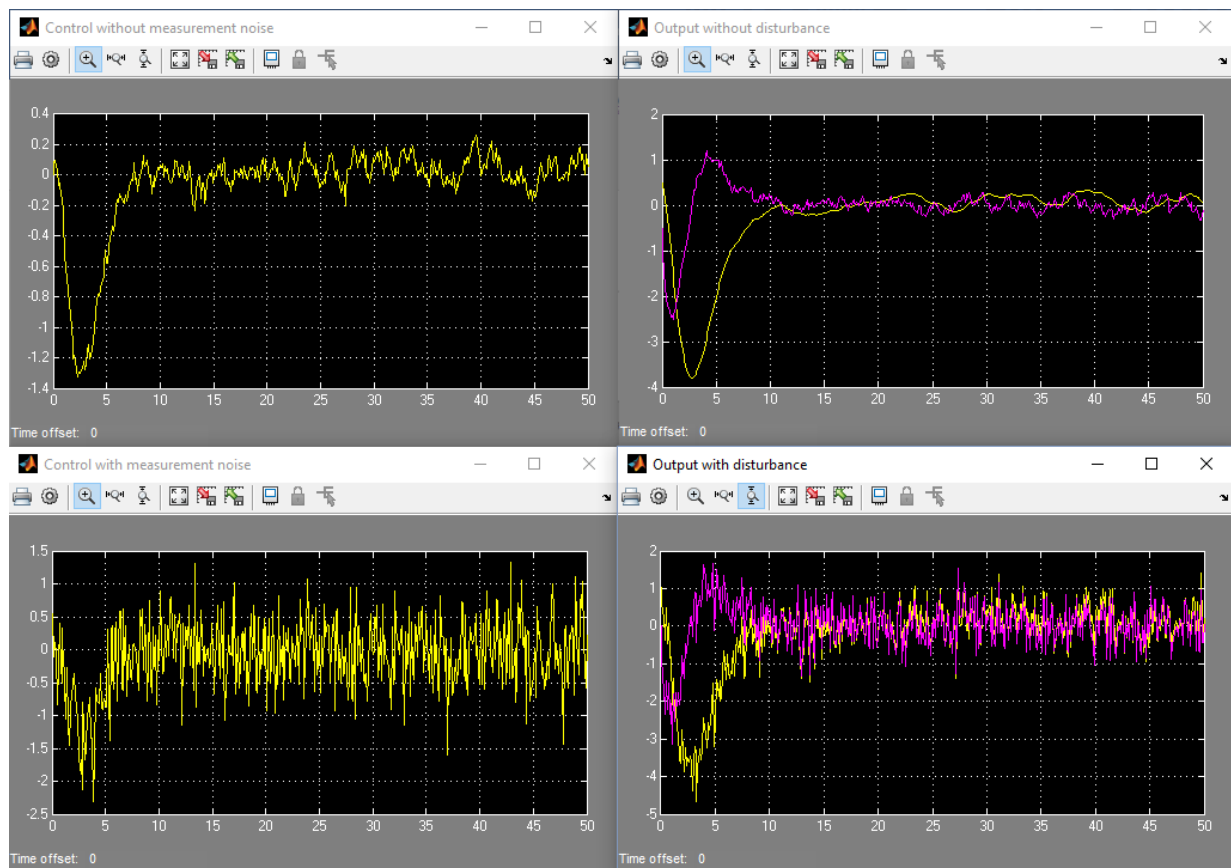 Control without measurement noise
0.4
0.2
0
-0.2
-0.4
-0.6
-0.8
-1
-1.2
-1.4
0 5 10 15 20 25 30 35 40 45 50
Time offset: 0
Output without disturbance
2
1
0
-1
-2
-3
-4
0 5 10 15 20 25 30 35 40 45 50
Time offset: 0
Control with measurement noise
1.5
1
0.5
0
-0.5
-1
-1.5
-2
-2.5
0 5 10 15 20 25 30 35 40 45 50
Time offset: 0
Output with disturbance
2
1
0
-1
-2
-3
-4
-5
0 5 10 15 20 25 30 35 40 45 50
Time offset: 0